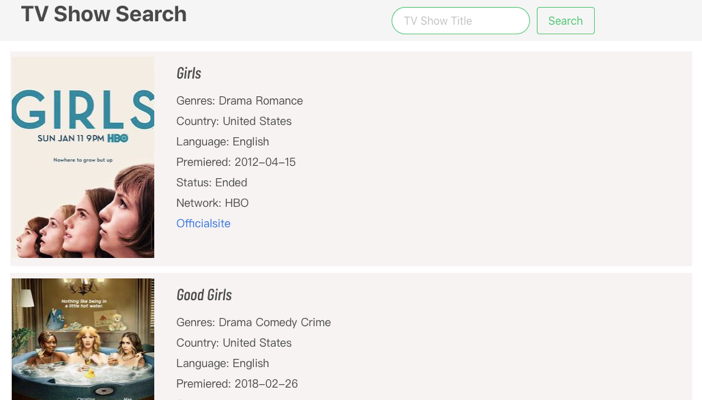 TV Show Search
TV Show Title
Search
GIRLS
SUN JAN 11 9PM HBO
Nowhere to grow but up
Girls
Genres: Drama Romance
Country: United States
Language: English
Premiered: 2012-04-15
Status: Ended
Network: HBO
Officialsite
Nothing like being in
a little hot water.
Good Girls
Genres: Drama Comedy Crime
Country: United States
Language: English
Premiered: 2018-02-26